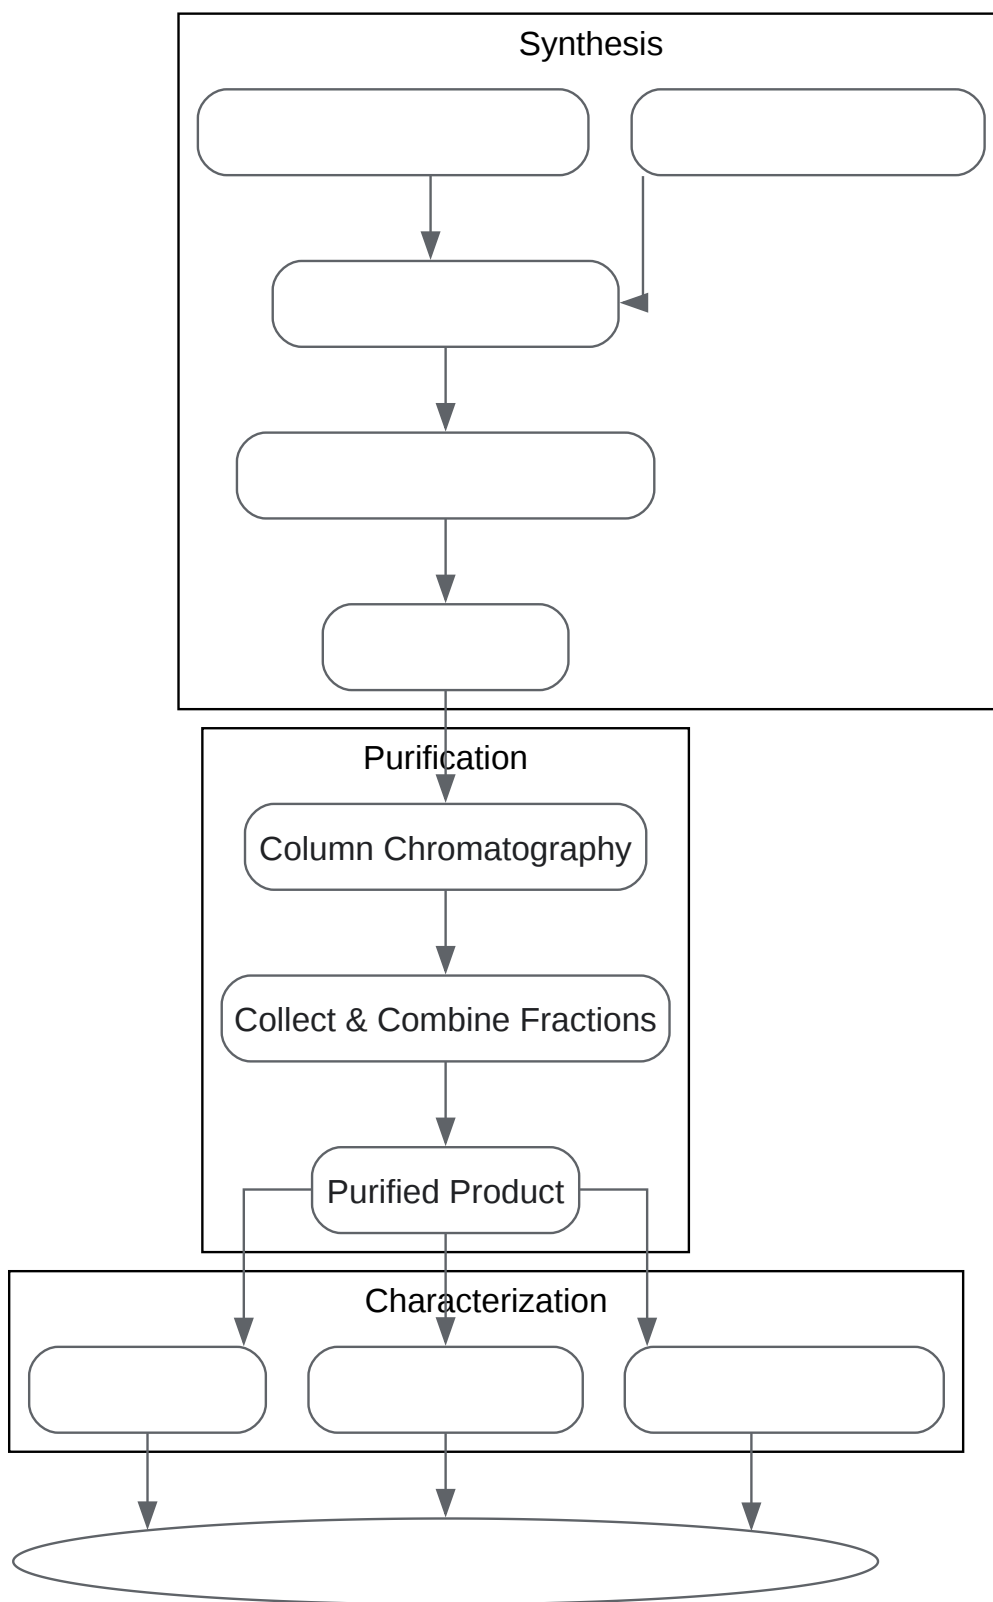 Synthesis
Purification
Column Chromatography
Collect & Combine Fractions
Purified Product
Characterization